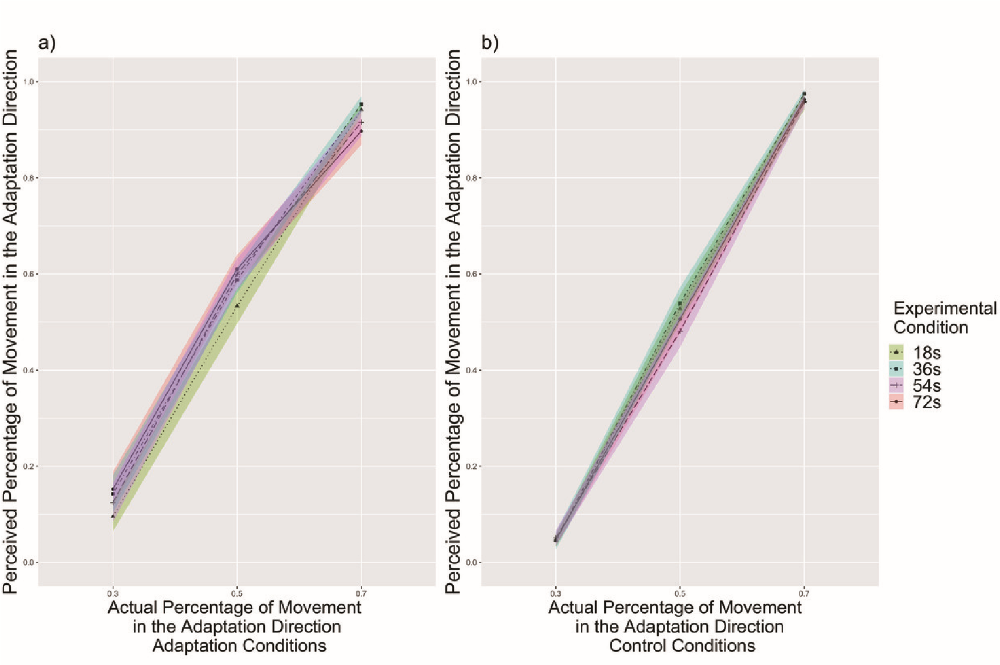 a)
Perceived Percentage of Movement in the Adaptation Direction
1.0
0.8
0.6
0.4
0.2
0.0
0.3 0.5 0.7
Actual Percentage of Movement
in the Adaptation Direction
Adaptation Conditions
b)
Perceived Percentage of Movement in the Adaptation Direction
1.0
0.8
0.6
0.4
0.2
0.0
0.3 0.5 0.7
Actual Percentage of Movement
in the Adaptation Direction
Control Conditions
Experimental
Condition
18s
36s
54s
72s